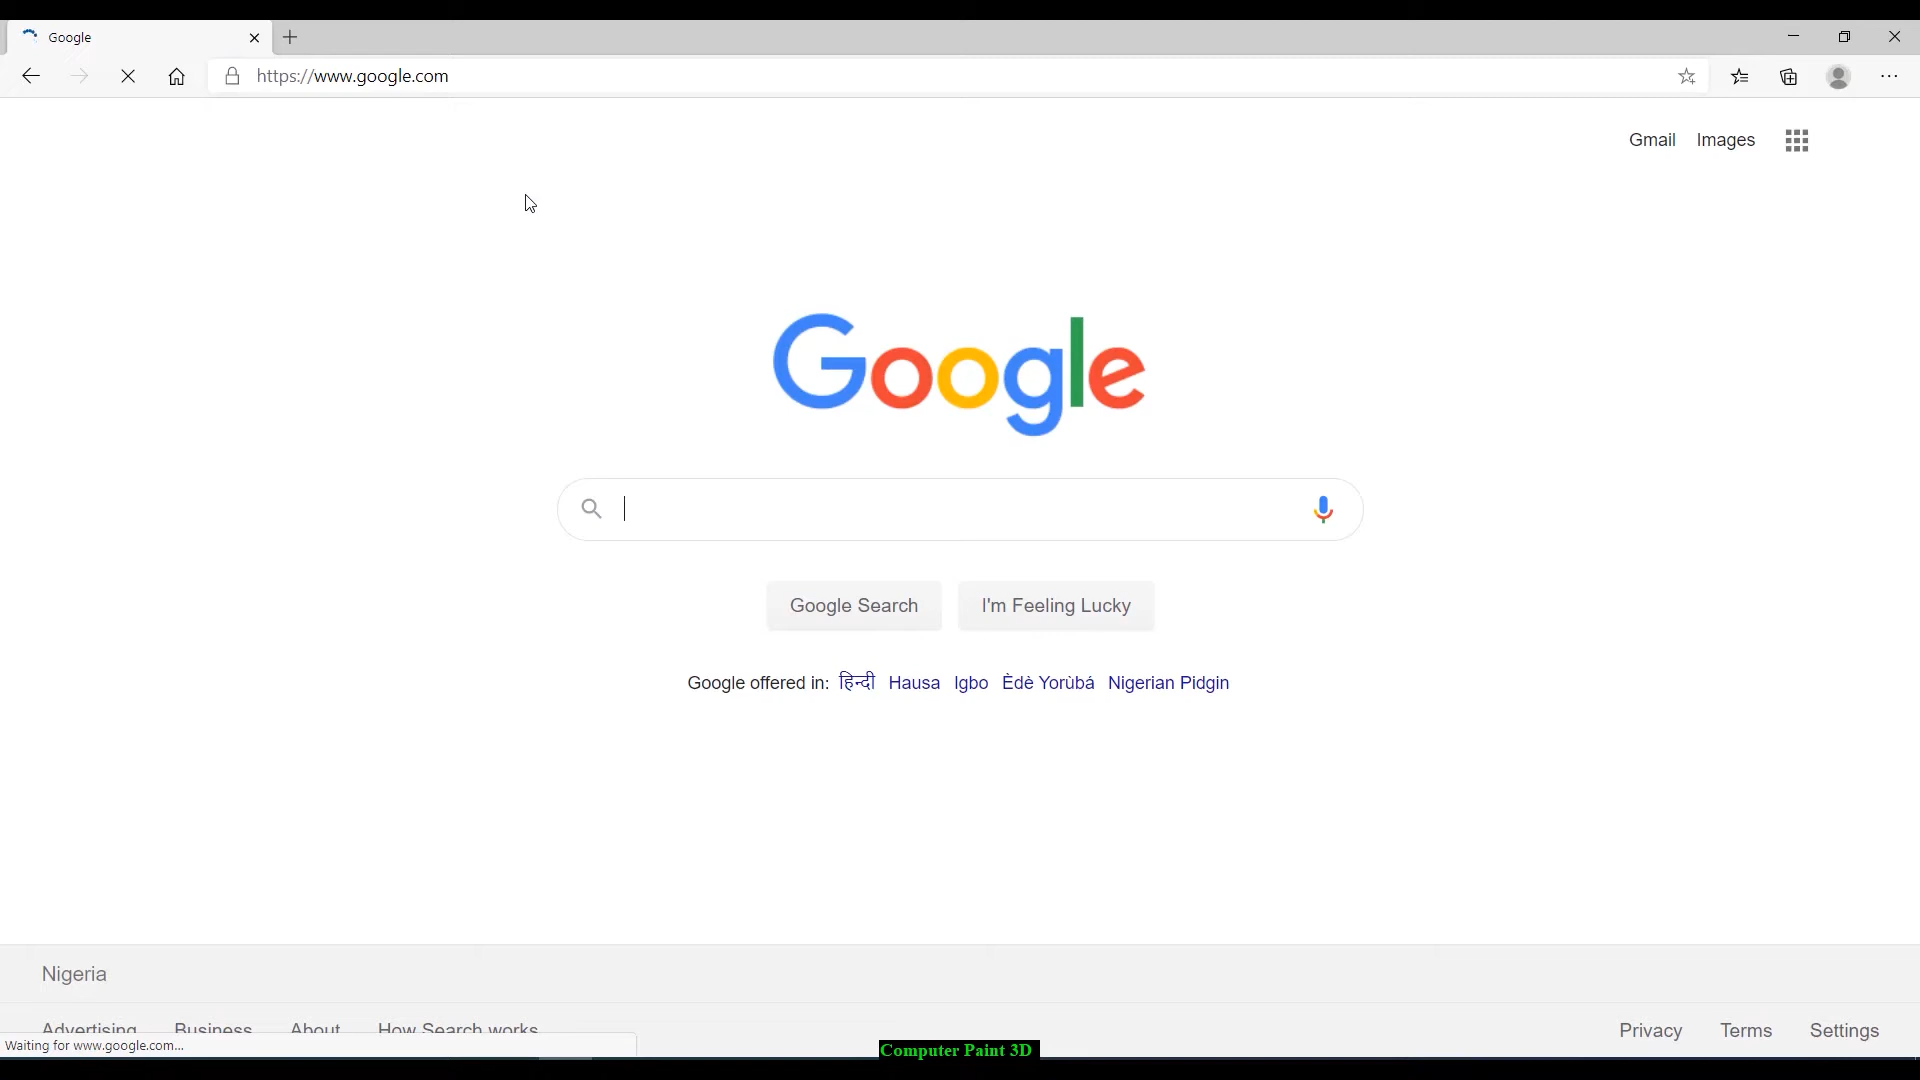 Google
https://www.google.com
Gmail Images
Google
Google Search I'm Feeling Lucky
Google offered in: हिन्दी Hausa Igbo Èdè Yorùbá Nigerian Pidgin
Nigeria
Advertising Business About How Search works Privacy Terms Settings
Waiting for www.google.com...
Computer Paint 3D